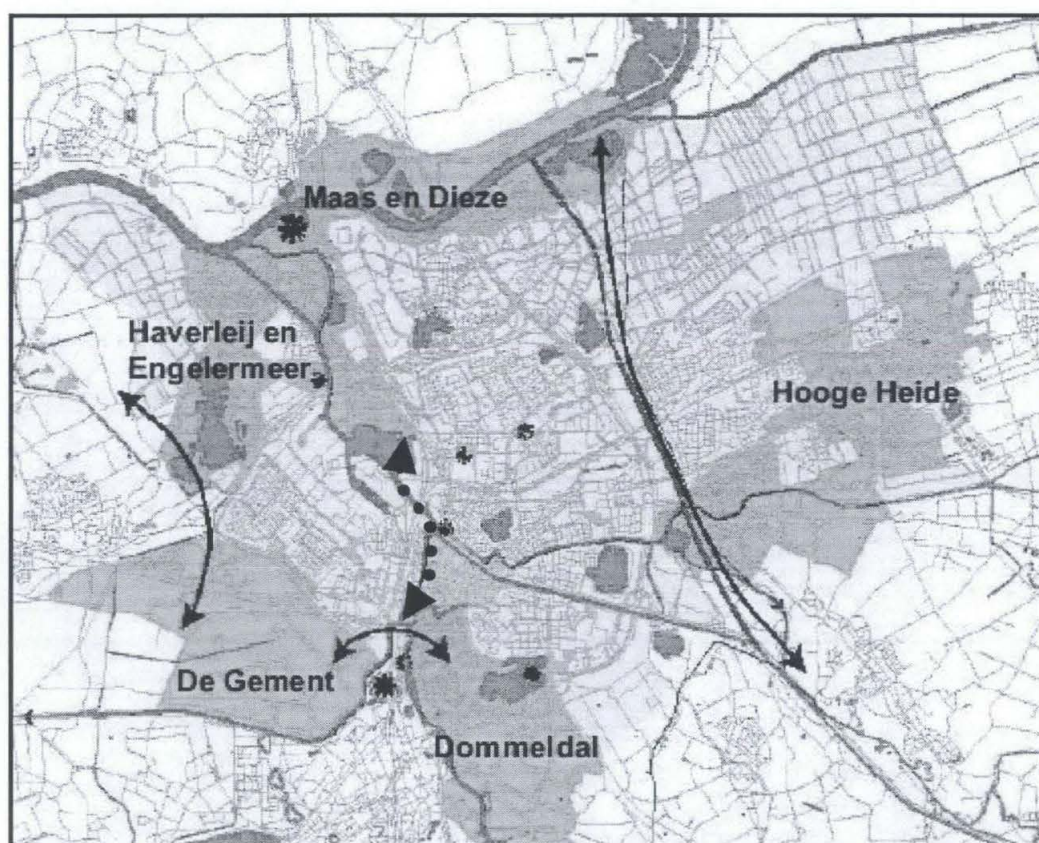 Maas en Dieze
Haverleij en
Engelermeer
Hooge Heide
De Gement
Dommeldal